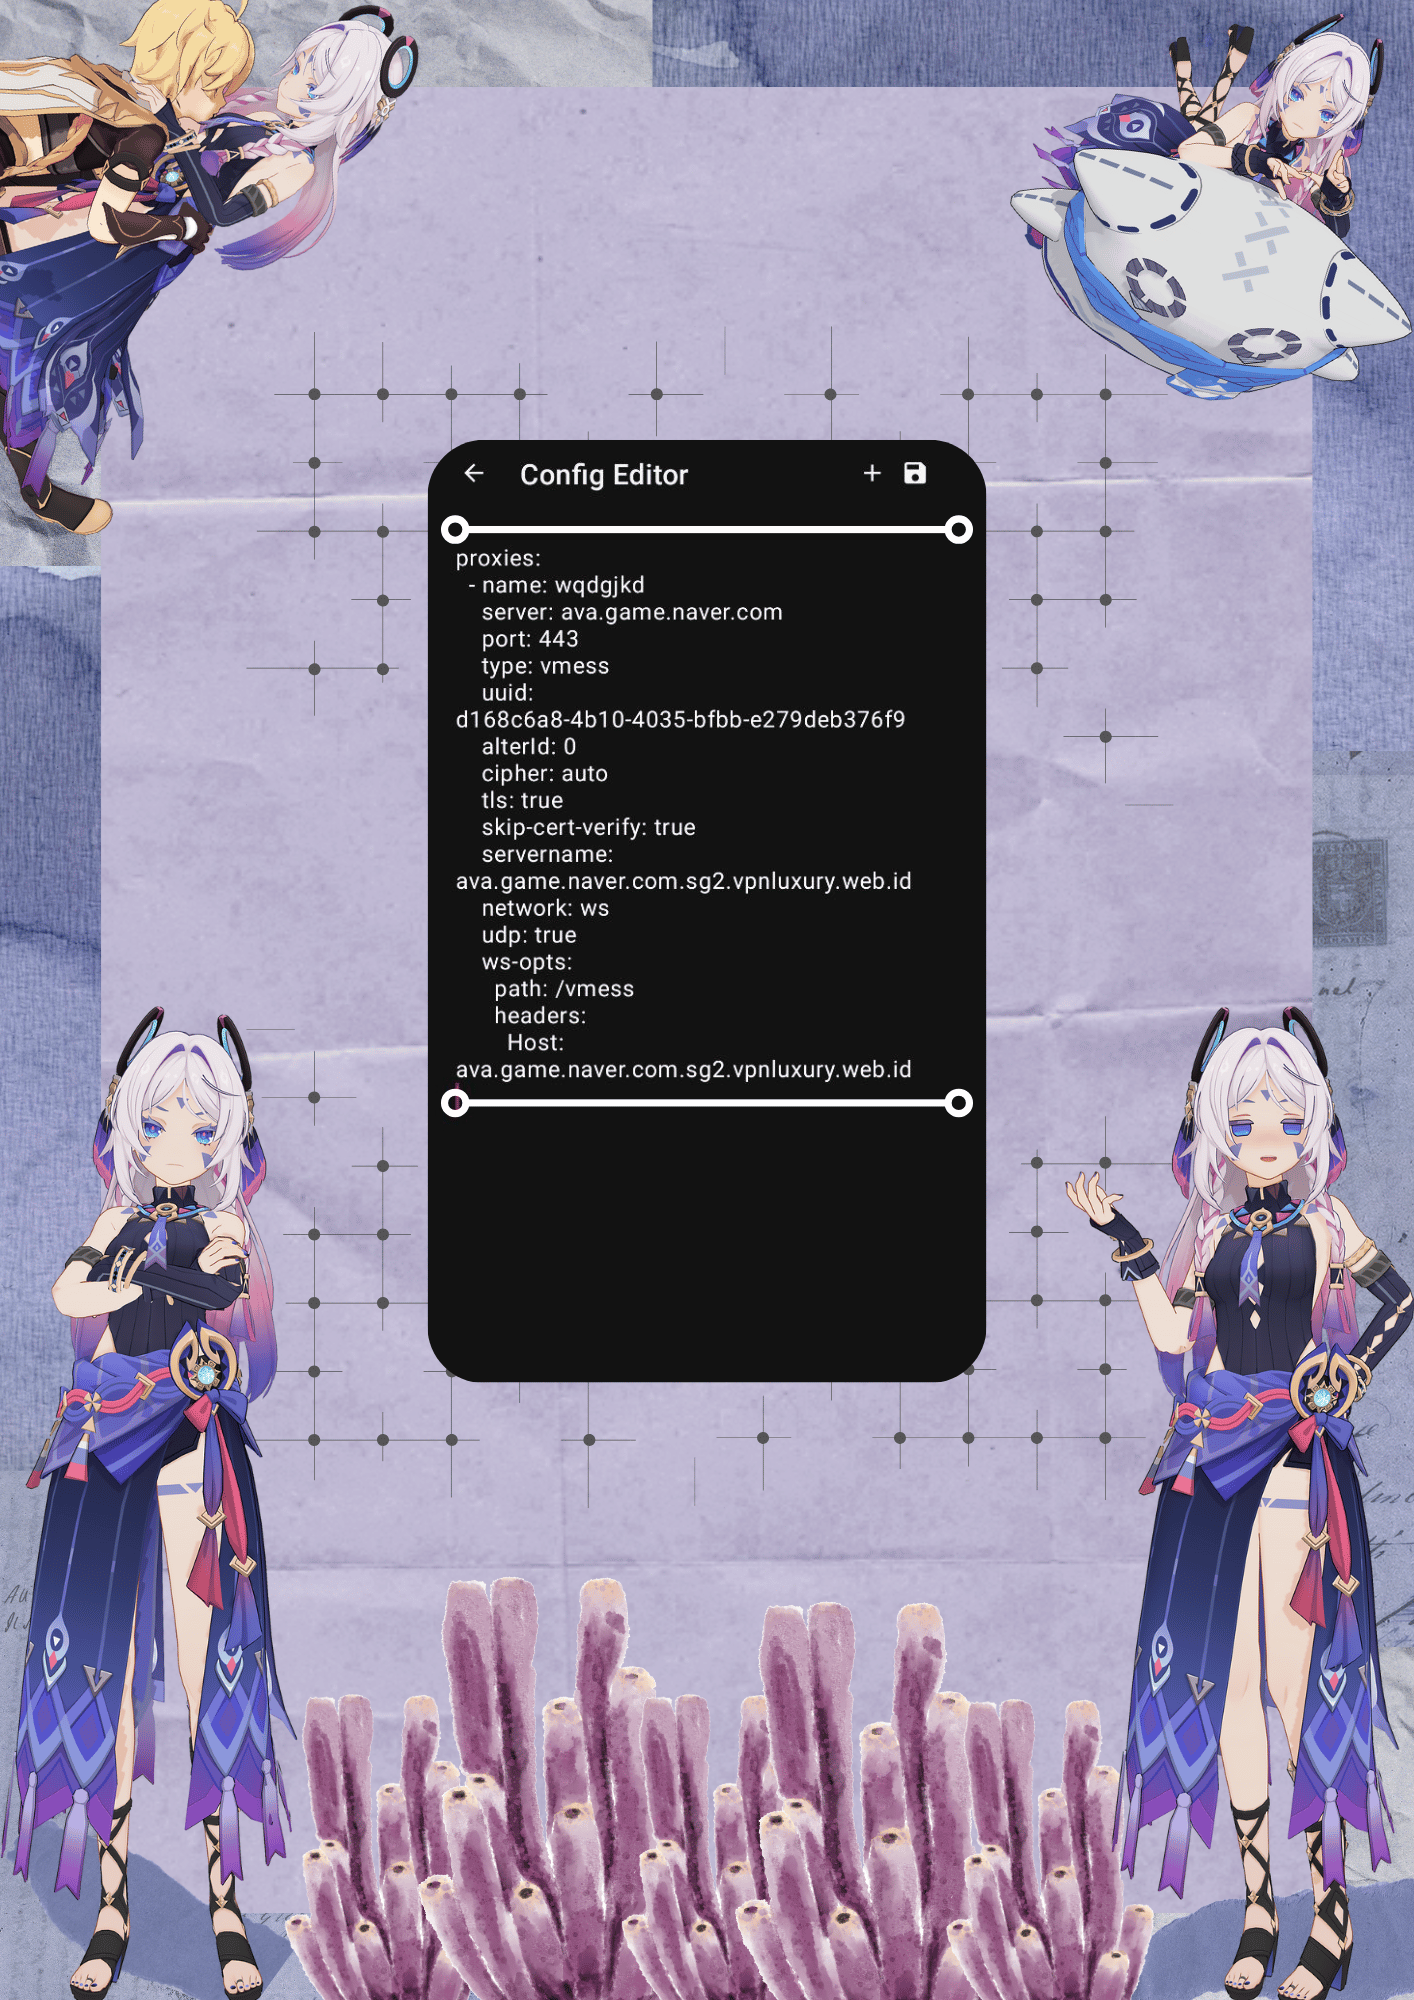 Config Editor
proxies:
- name: wqdgjkd
server: ava.game.naver.com
port: 443
type: vmess
uuid:
d168c6a8-4b10-4035-bfbb-e279deb376f9
alterId: 0
cipher: auto
tls: true
skip-cert-verify: true
servername:
ava.game.naver.com.sg2.vpnluxury.web.id
network: ws
udp: true
ws-opts:
path: /vmess
headers:
Host:
ava.game.naver.com.sg2.vpnluxury.web.id